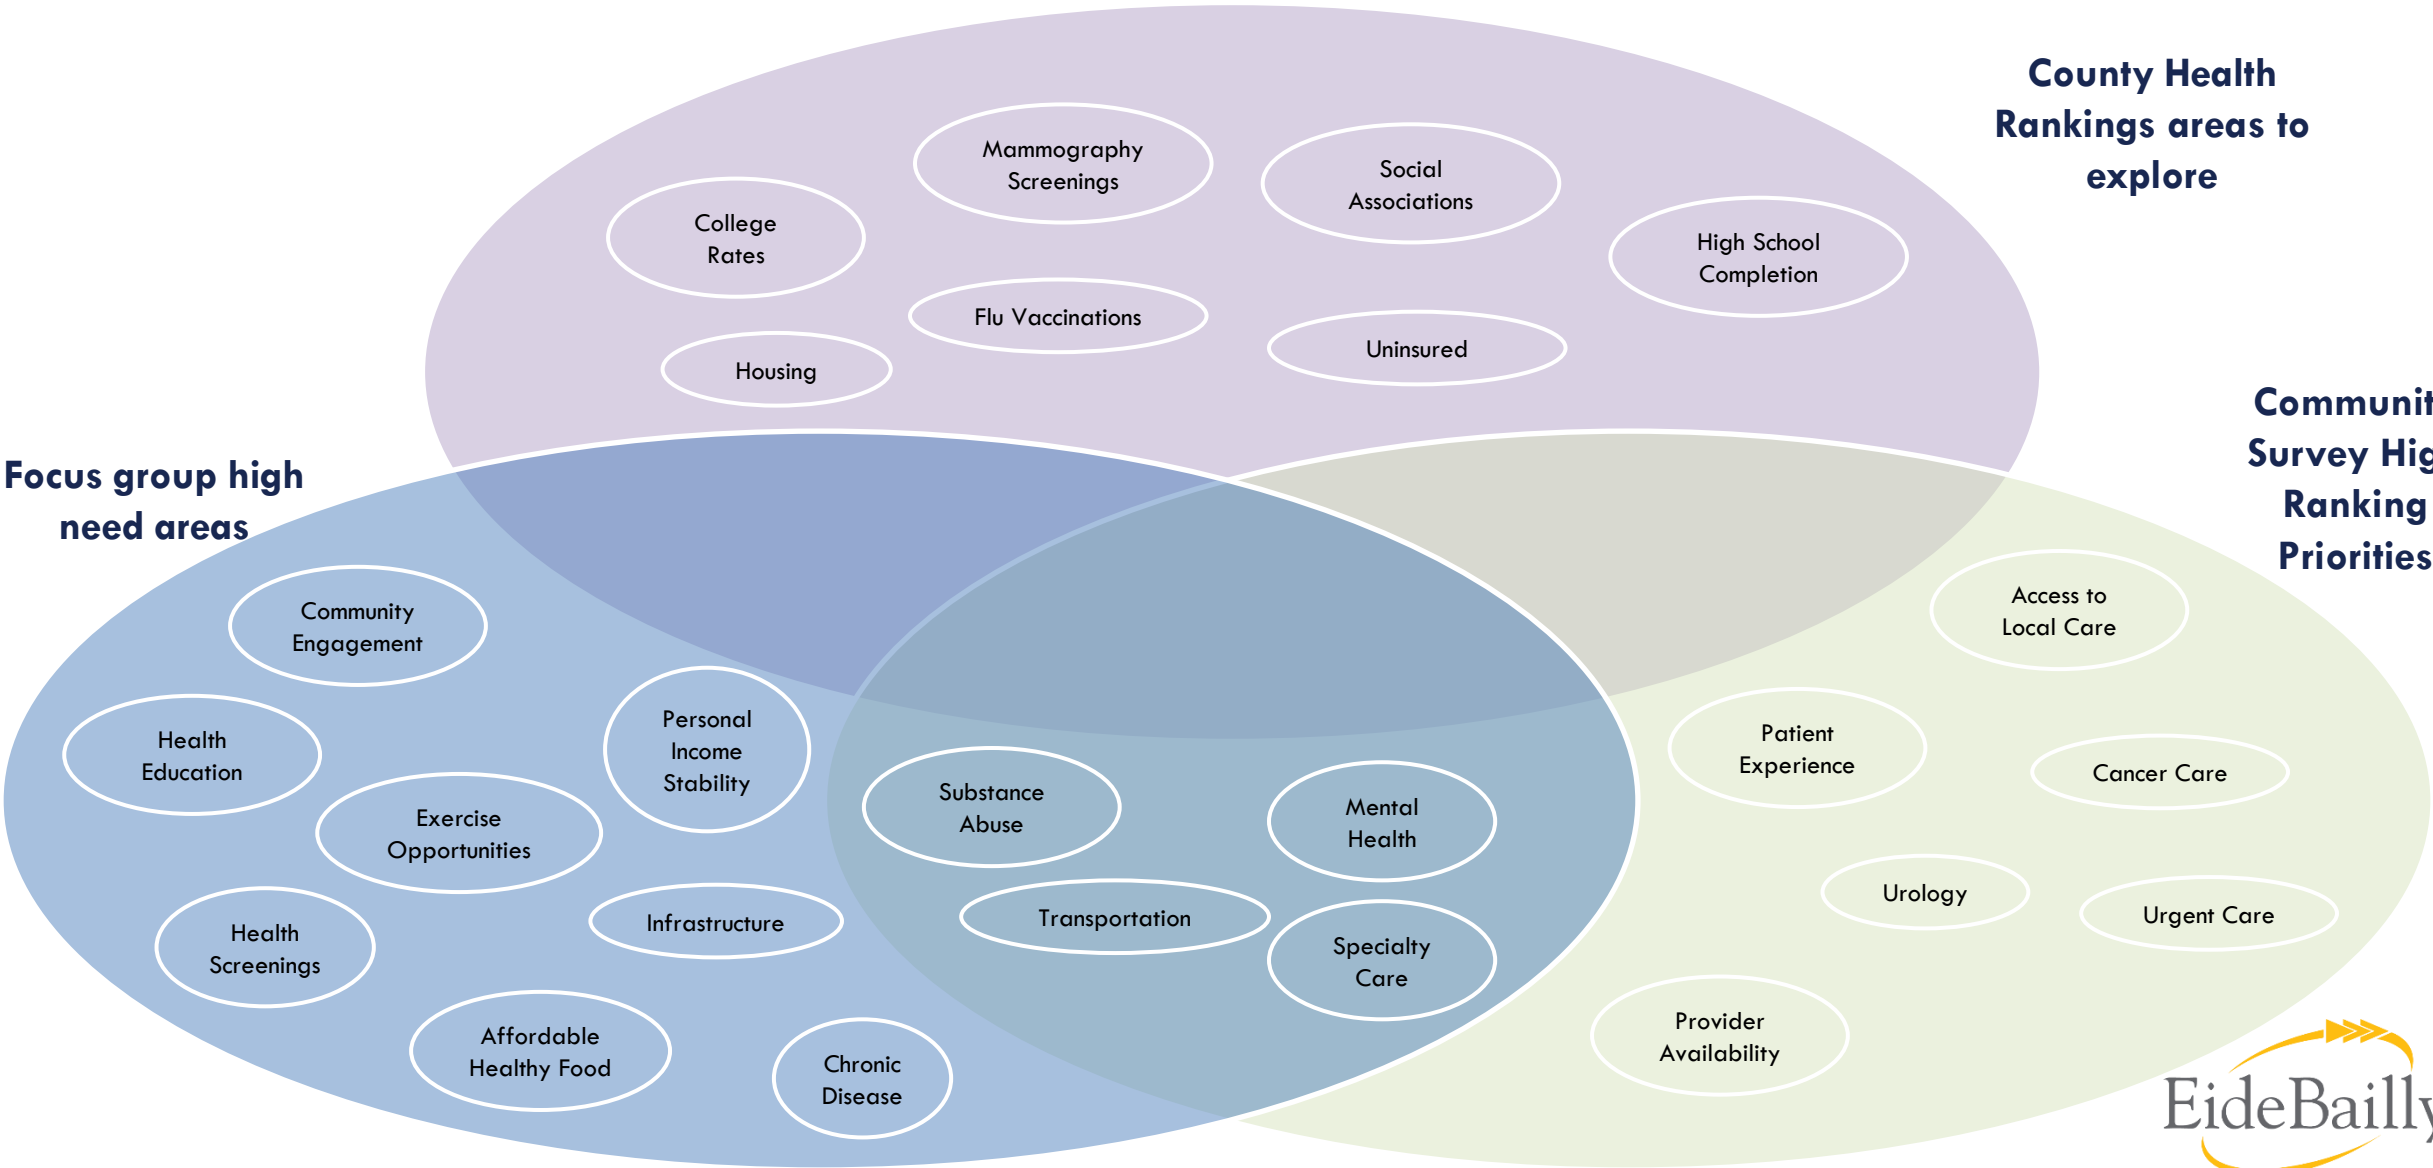 County Health
Rankings areas to
explore
Mammography
Screenings
Social
Associations
College
Rates
High School
Completion
Flu Vaccinations
Uninsured
Housing
Communit
Survey Hig
Ranking
Priorities
Focus group high
need areas
Community
Engagement
Health
Education
Personal
Income
Stability
Exercise
Opportunities
Health
Screenings
Infrastructure
Affordable
Healthy Food
Chronic
Disease
Substance
Abuse
Mental
Health
Transportation
Specialty
Care
Access to
Local Care
Patient
Experience
Cancer Care
Urology
Urgent Care
Provider
Availability
EideBailly